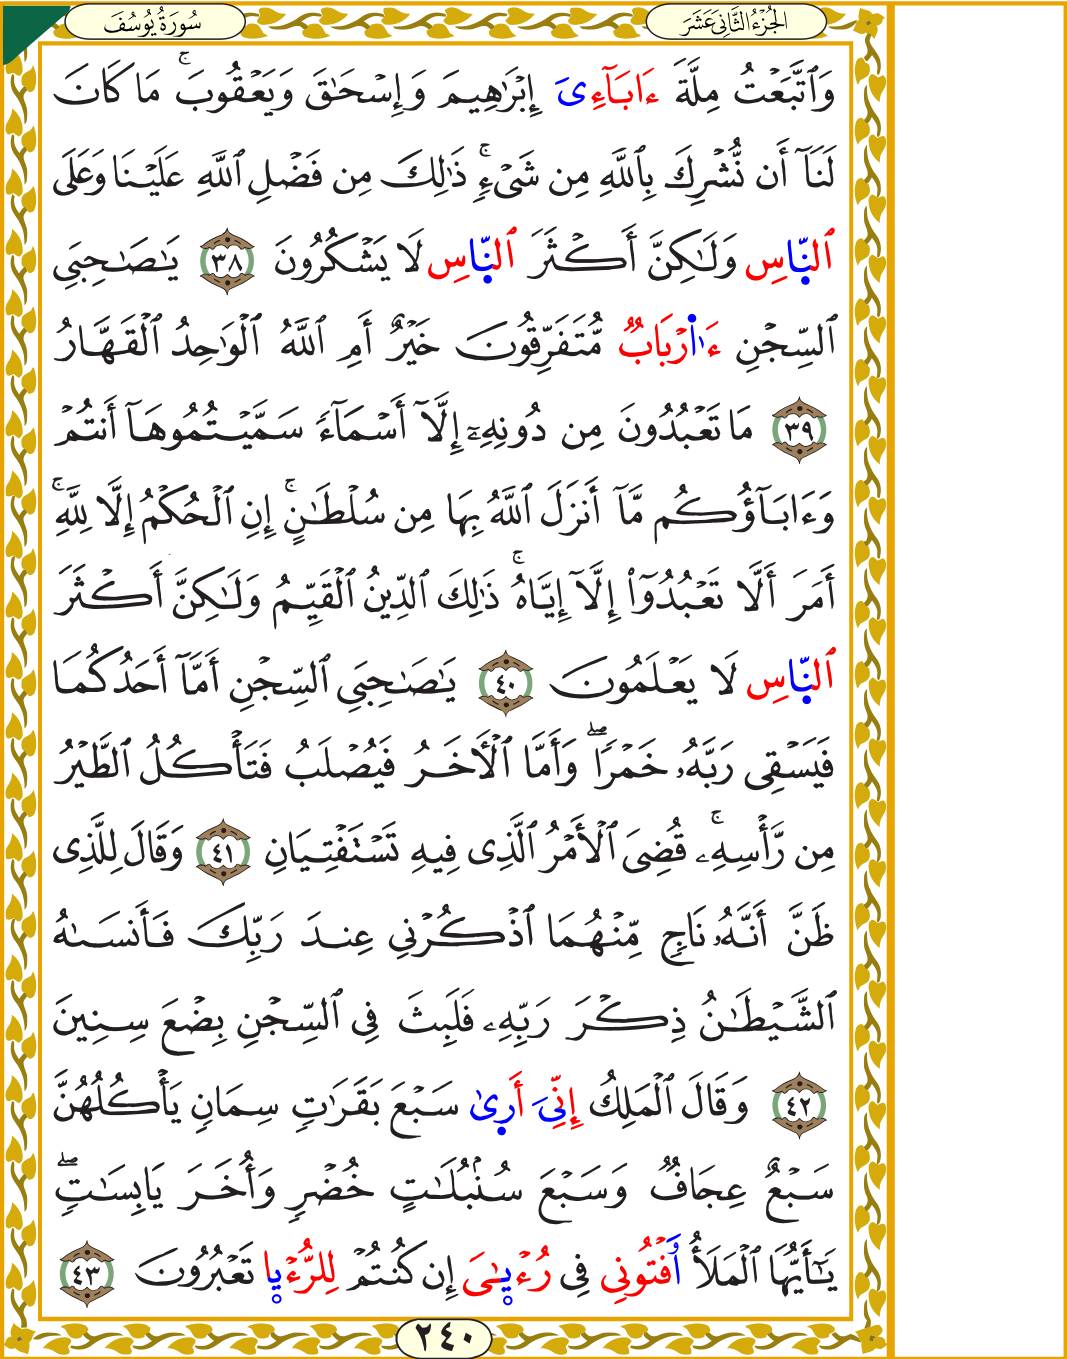 الجُزْءُ الثَّانِي عَشَرَ
سُورَةُ يُوسُفَ
وَٱتَّبَعْتُ مِلَّةَ ءَابَآءِىَ إِبْرَٰهِيمَ وَإِسْحَٰقَ وَيَعْقُوبَۚ مَا كَانَ
لَنَآ أَن نُّشْرِكَ بِٱللَّهِ مِن شَىْءٍۚ ذَٰلِكَ مِن فَضْلِ ٱللَّهِ عَلَيْنَا وَعَلَى
ٱلنَّاسِ وَلَٰكِنَّ أَكْثَرَ ٱلنَّاسِ لَا يَشْكُرُونَ ٣٨ يَٰصَٰحِبَىِ
ٱلسِّجْنِ ءَا۬رْبَابٌ مُّتَفَرِّقُونَ خَيْرٌ أَمِ ٱللَّهُ ٱلْوَٰحِدُ ٱلْقَهَّارُ
٣٩ مَا تَعْبُدُونَ مِن دُونِهِۦٓ إِلَّآ أَسْمَآءً سَمَّيْتُمُوهَآ أَنتُمْ
وَءَابَآؤُكُم مَّآ أَنزَلَ ٱللَّهُ بِهَا مِن سُلْطَٰنٍۚ إِنِ ٱلْحُكْمُ إِلَّا لِلَّهِۚ
أَمَرَ أَلَّا تَعْبُدُوٓا۟ إِلَّآ إِيَّاهُۚ ذَٰلِكَ ٱلدِّينُ ٱلْقَيِّمُ وَلَٰكِنَّ أَكْثَرَ
ٱلنَّاسِ لَا يَعْلَمُونَ ٤٠ يَٰصَٰحِبَىِ ٱلسِّجْنِ أَمَّآ أَحَدُكُمَا
فَيَسْقِى رَبَّهُۥ خَمْرًاۖ وَأَمَّا ٱلْأَخَرُ فَيُصْلَبُ فَتَأْكُلُ ٱلطَّيْرُ
مِن رَّأْسِهِۦۚ قُضِىَ ٱلْأَمْرُ ٱلَّذِى فِيهِ تَسْتَفْتِيَانِ ٤١ وَقَالَ لِلَّذِى
ظَنَّ أَنَّهُۥ نَاجٍ مِّنْهُمَا ٱذْكُرْنِى عِندَ رَبِّكَ فَأَنسَىٰهُ
ٱلشَّيْطَٰنُ ذِكْرَ رَبِّهِۦ فَلَبِثَ فِى ٱلسِّجْنِ بِضْعَ سِنِينَ
٤٢ وَقَالَ ٱلْمَلِكُ إِنِّىَ أَرِىٰ سَبْعَ بَقَرَٰتٍ سِمَانٍ يَأْكُلُهُنَّ
سَبْعٌ عِجَافٌ وَسَبْعَ سُنۢبُلَٰتٍ خُضْرٍ وَأُخَرَ يَابِسَٰتٍۖ
يَٰٓأَيُّهَا ٱلْمَلَأُ أَفْتُونِى فِى رُءْيَٰىَ إِن كُنتُمْ لِلرُّءْيَا تَعْبُرُونَ ٤٣
٢٤٠